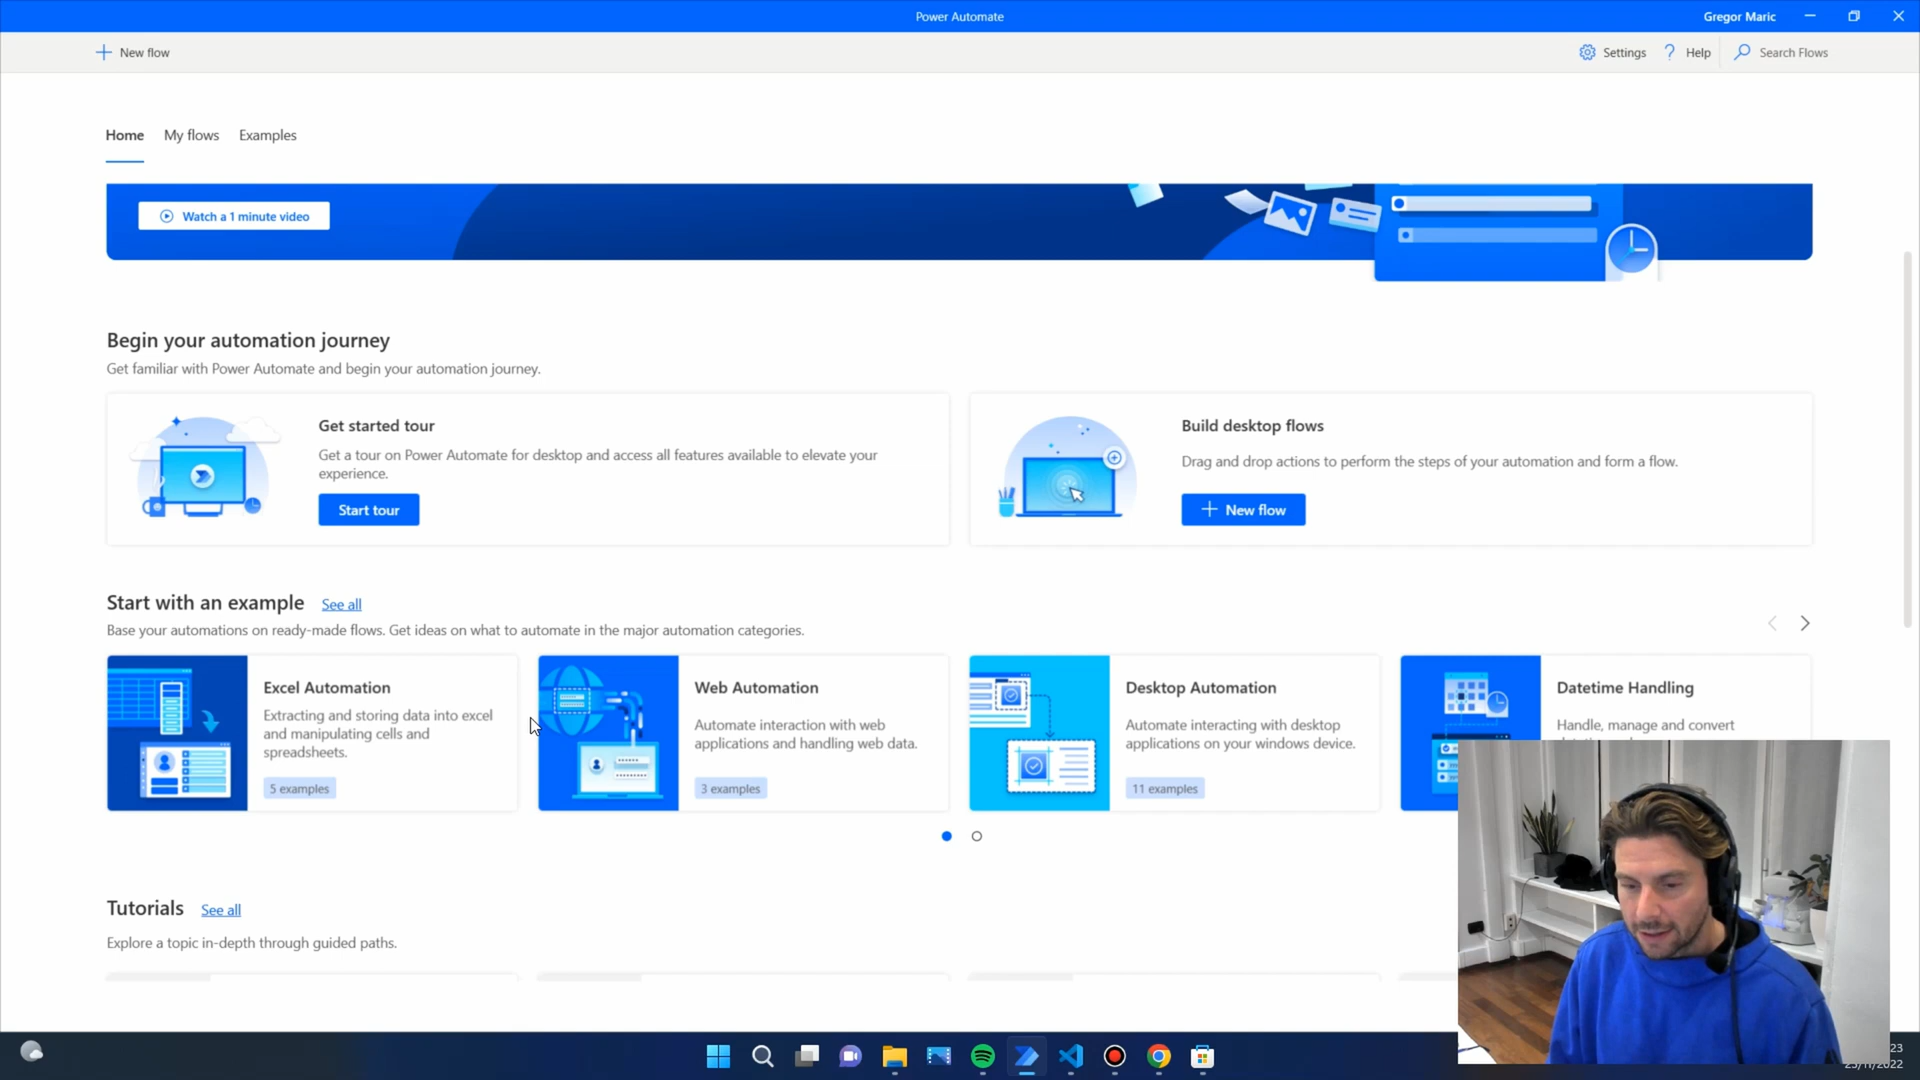 Power Automate
Gregor Maric
New flow
Settings
Help
Search Flows
Home
My flows
Examples
Watch a 1 minute video
Begin your automation journey
Get familiar with Power Automate and begin your automation journey.
Get started tour
Get a tour on Power Automate for desktop and access all features available to elevate your
experience.
Start tour
Build desktop flows
Drag and drop actions to perform the steps of your automation and form a flow.
New flow
Start with an example
See all
Base your automations on ready-made flows. Get ideas on what to automate in the major automation categories.
Excel Automation
Extracting and storing data into excel
and manipulating cells and
spreadsheets.
5 examples
Web Automation
Automate interaction with web
applications and handling web data.
3 examples
Desktop Automation
Automate interacting with desktop
applications on your windows device.
11 examples
Datetime Handling
Handle, manage and convert
Tutorials
See all
Explore a topic in-depth through guided paths.
23